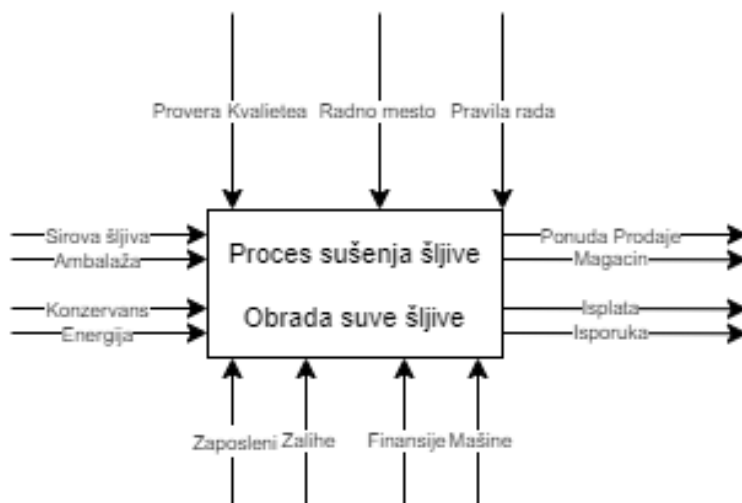 Provera Kvalietea Radno mesto Pravila rada
Sirova šljiva
Ambalaža
Konzervans
Energija
Proces sušenja šljive
Obrada suve šljive
Ponuda Prodaje
Magacin
Isplata
Isporuka
Zaposleni Zalihe Finansije Mašine